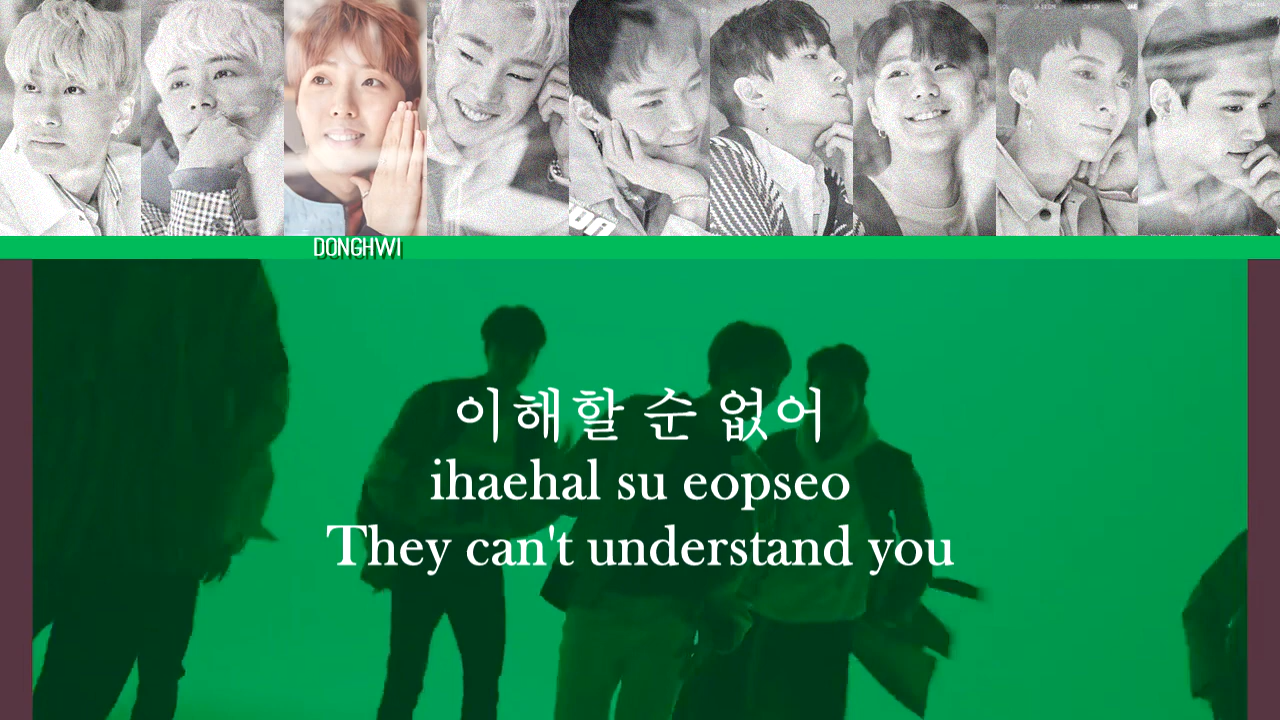 DONGHWI
이해할 순 없어
ihaehal su eopseo
They can't understand you